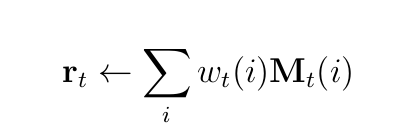 r_t ← ∑_i w_t(i)M_t(i)